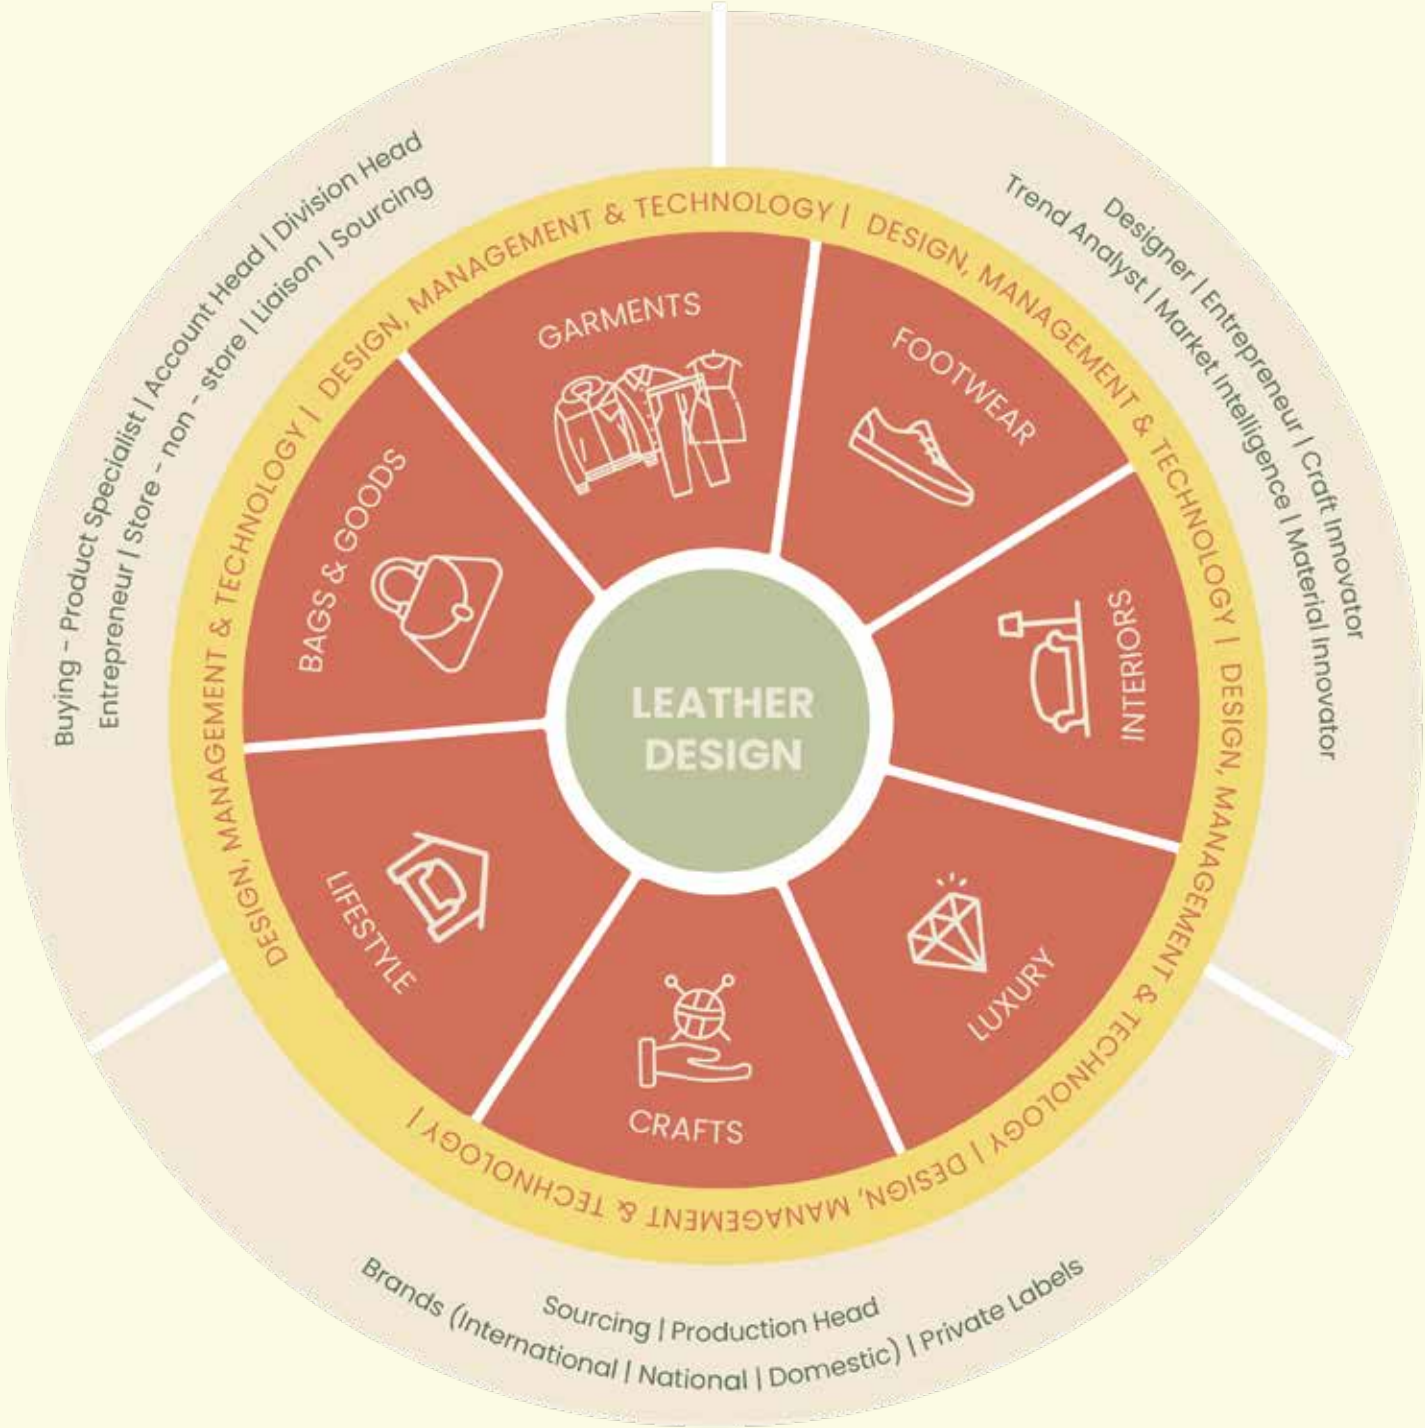 LEATHER
DESIGN
GARMENTS
FOOTWEAR
INTERIORS
LUXURY
CRAFTS
LIFESTYLE
BAGS & GOODS
DESIGN, MANAGEMENT & TECHNOLOGY | DESIGN, MANAGEMENT & TECHNOLOGY | DESIGN, MANAGEMENT & TECHNOLOGY | DESIGN, MANAGEMENT & TECHNOLOGY | DESIGN, MANAGEMENT & TECHNOLOGY |
Designer | Entrepreneur | Craft Innovator
Trend Analyst | Market Intelligence | Material Innovator
Sourcing | Production Head
Brands (International | National | Domestic) | Private Labels
Buying - Product Specialist | Account Head | Division Head
Entrepreneur | Store - non - store | Liaison | Sourcing